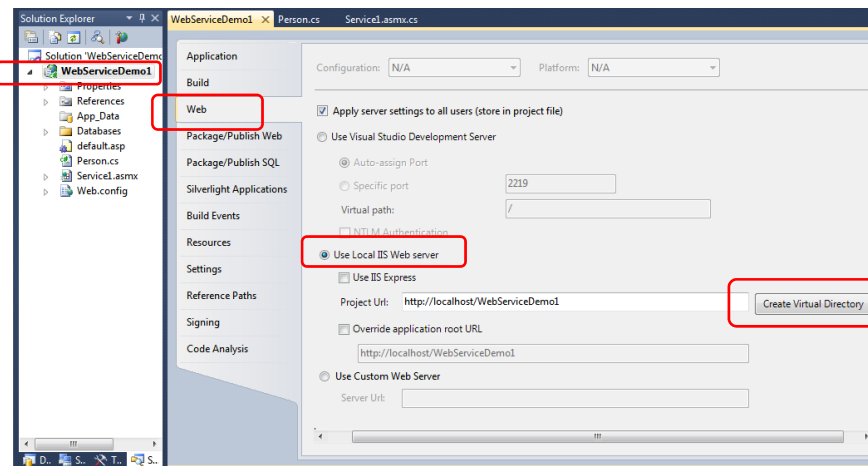 Solution Explorer
WebServiceDemo1
Person.cs
Service1.asmx.cs
Solution 'WebServiceDemo
WebServiceDemo1
Properties
References
App_Data
Databases
default.asp
Person.cs
Service1.asmx
Web.config
D.. S.. T.. S..
Application
Build
Web
Package/Publish Web
Package/Publish SQL
Silverlight Applications
Build Events
Resources
Settings
Reference Paths
Signing
Code Analysis
Configuration: N/A Platform: N/A
Apply server settings to all users (store in project file)
Use Visual Studio Development Server
Auto-assign Port
Specific port 2219
Virtual path: /
NTLM Authentication
Use Local IIS Web server
Use IIS Express
Project Url: http://localhost/WebServiceDemo1 Create Virtual Directory
Override application root URL
http://localhost/WebServiceDemo1
Use Custom Web Server
Server Url: